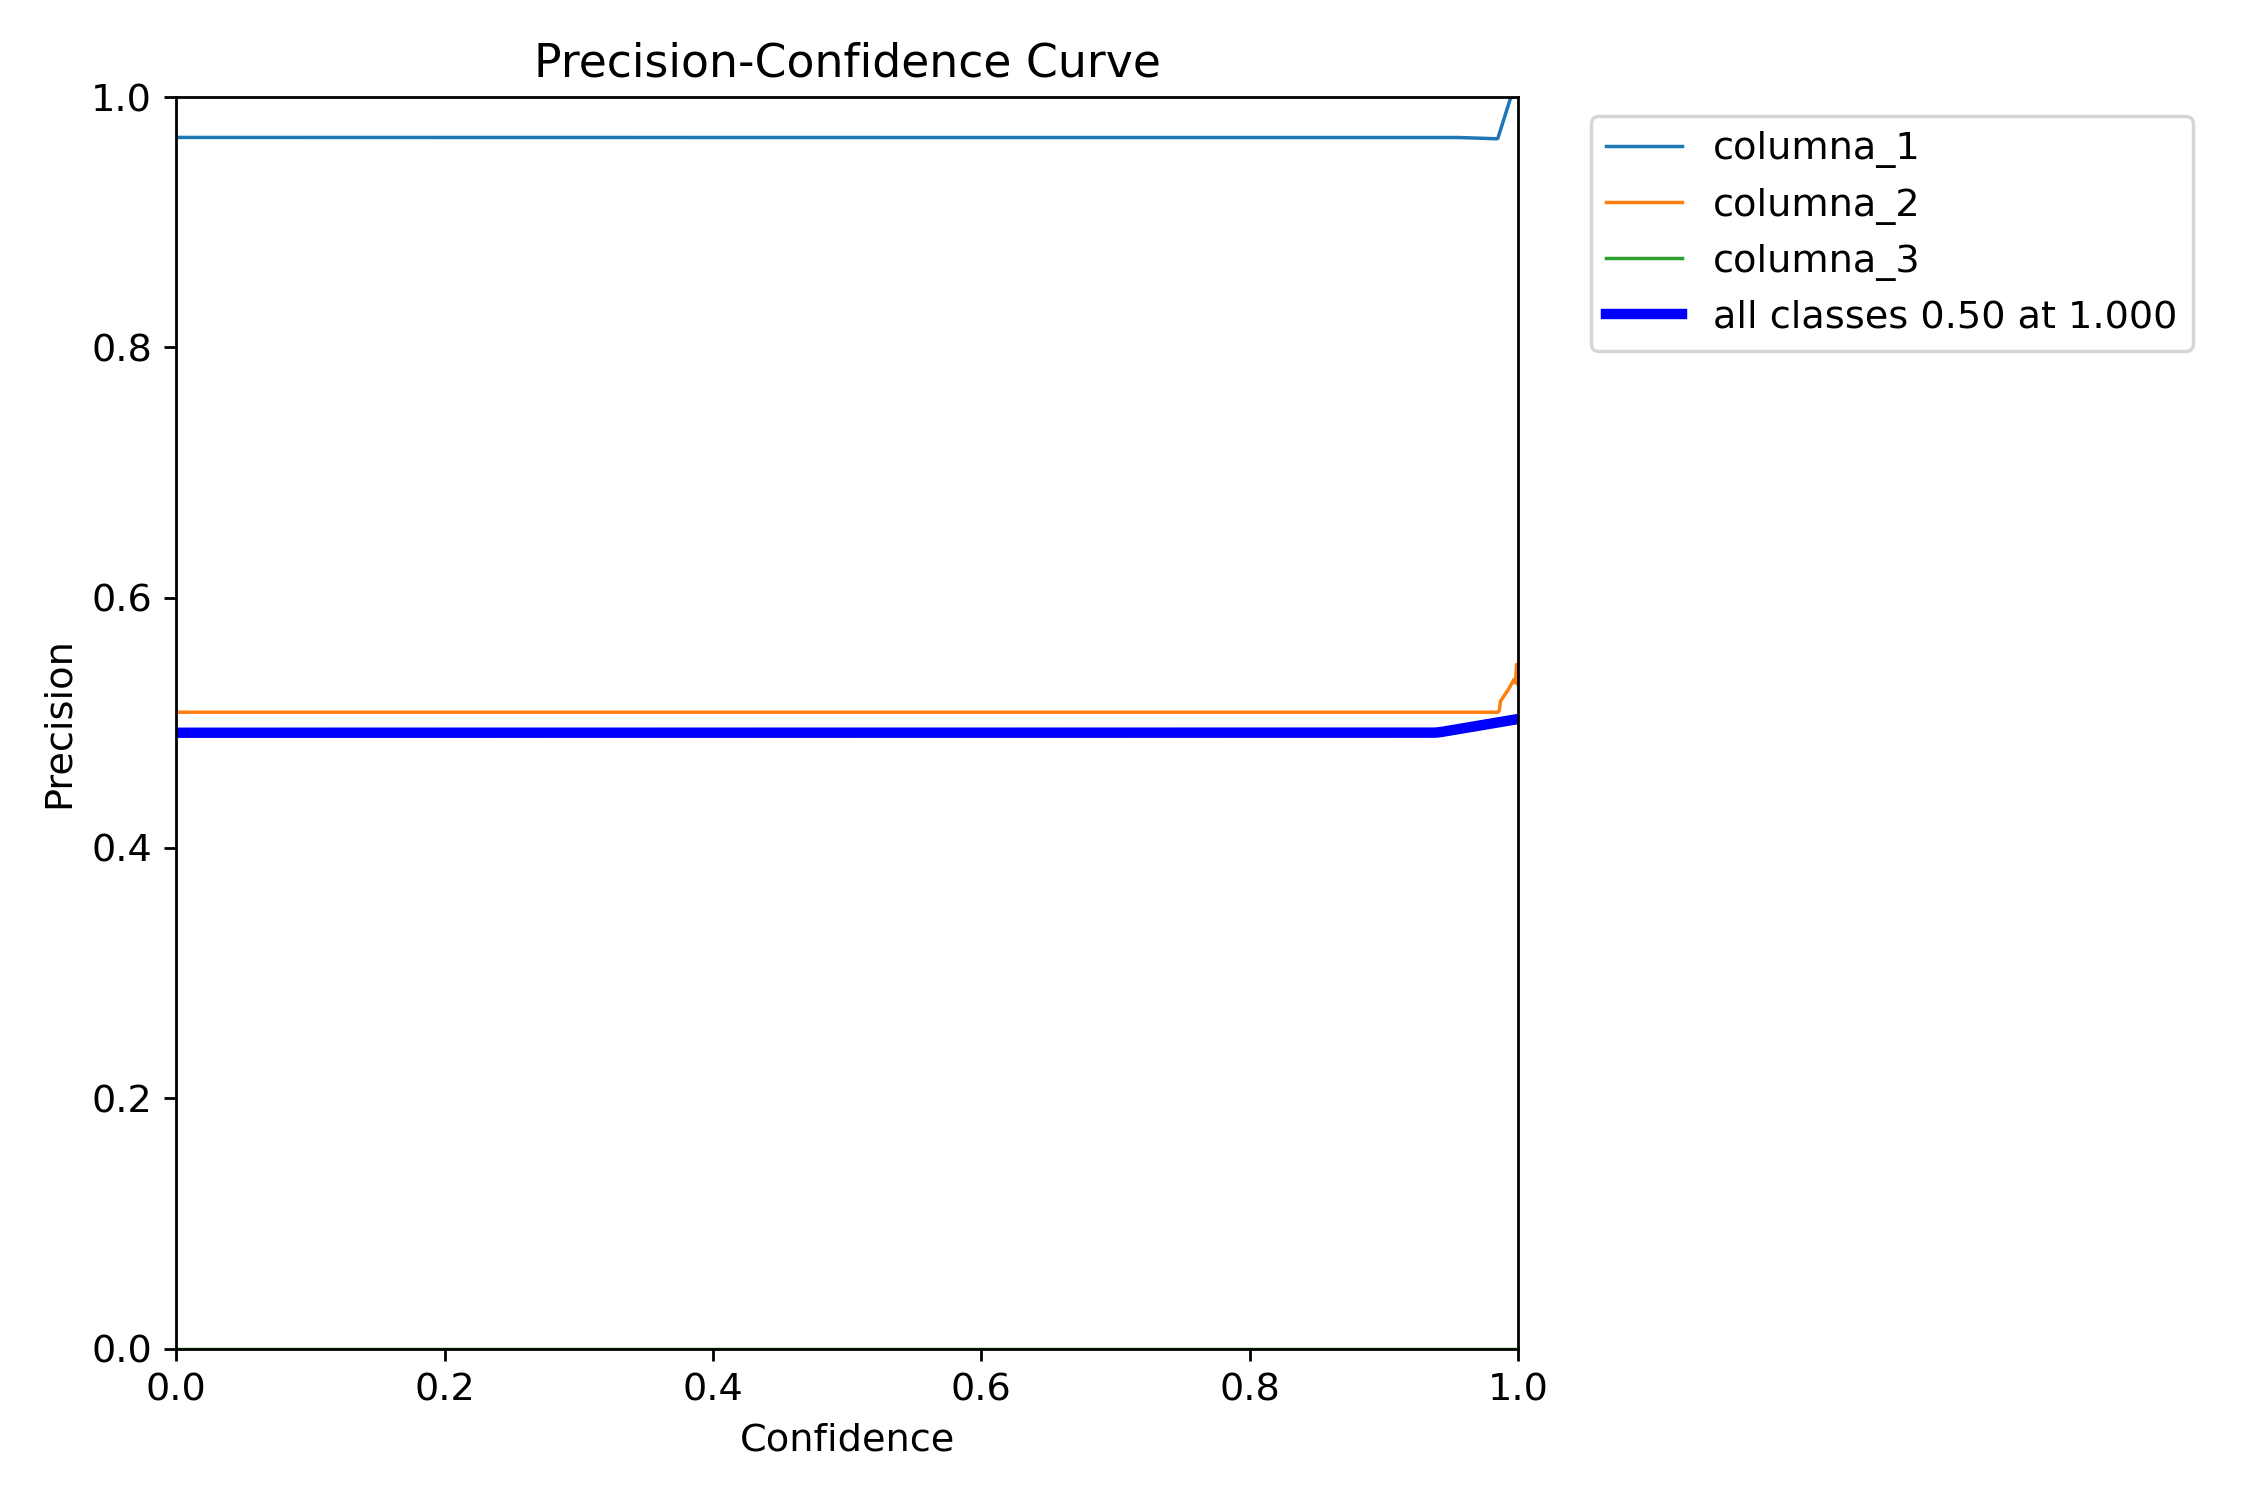 Precision-Confidence Curve
1.0
0.8
0.6
0.4
0.2
0.0
Precision
0.0 0.2 0.4 0.6 0.8 1.0
Confidence
columna_1
columna_2
columna_3
all classes 0.50 at 1.000